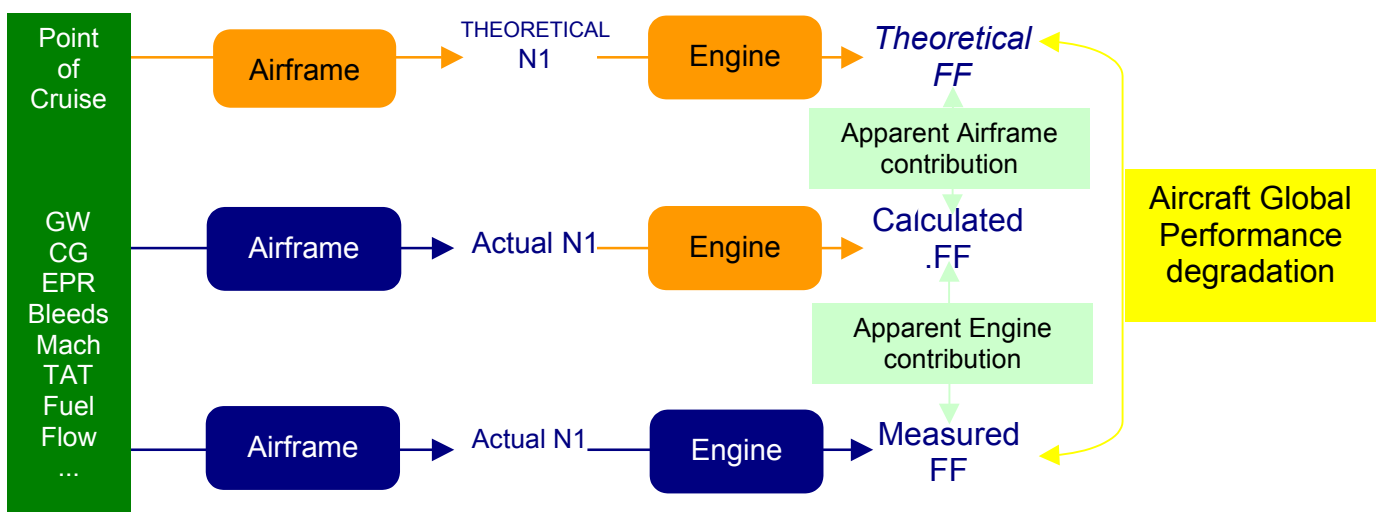 Point
of
Cruise
GW
CG
EPR
Bleeds
Mach
TAT
Fuel
Flow
...
Airframe
THEORETICAL
N1
Engine
Theoretical
FF
Apparent Airframe
contribution
Airframe
Actual N1
Engine
Calculated
.FF
Apparent Engine
contribution
Airframe
Actual N1
Engine
Measured
FF
Aircraft Global
Performance
degradation